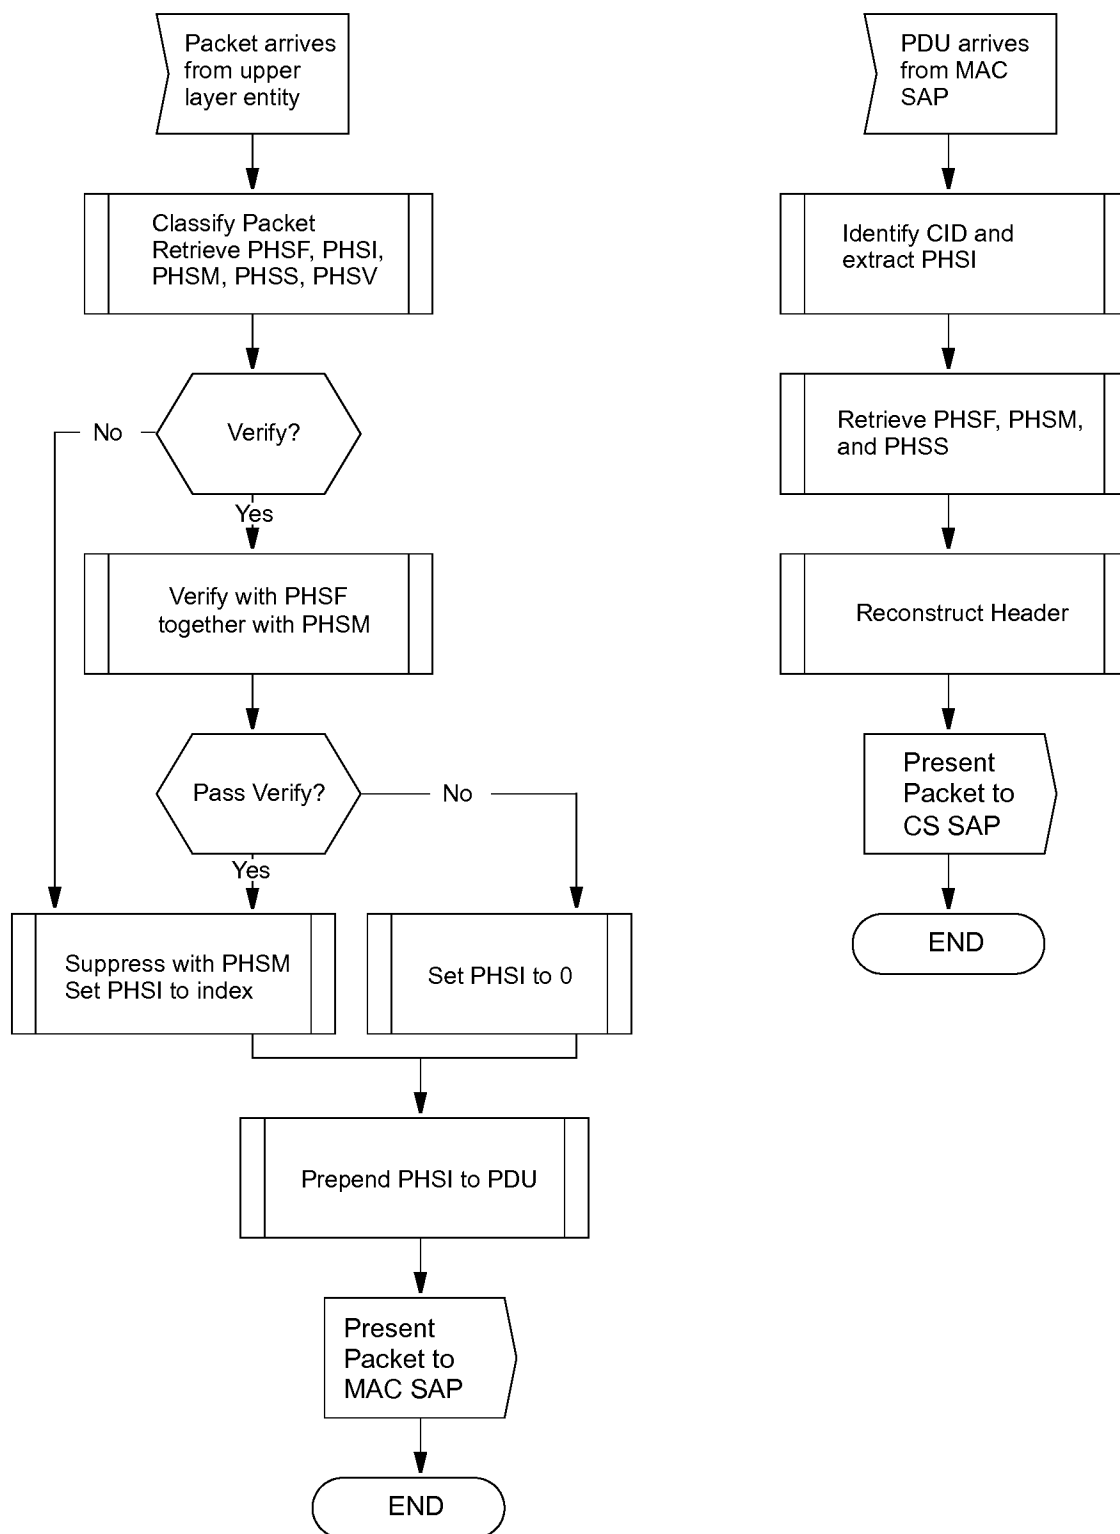 Packet arrives
from upper
layer entity
Classify Packet
Retrieve PHSF, PHSI,
PHSM, PHSS, PHSV
No
Verify?
Yes
Verify with PHSF
together with PHSM
Pass Verify?
No
Yes
Suppress with PHSM
Set PHSI to index
Set PHSI to 0
Prepend PHSI to PDU
Present
Packet to
MAC SAP
END
PDU arrives
from MAC
SAP
Identify CID and
extract PHSI
Retrieve PHSF, PHSM,
and PHSS
Reconstruct Header
Present
Packet to
CS SAP
END